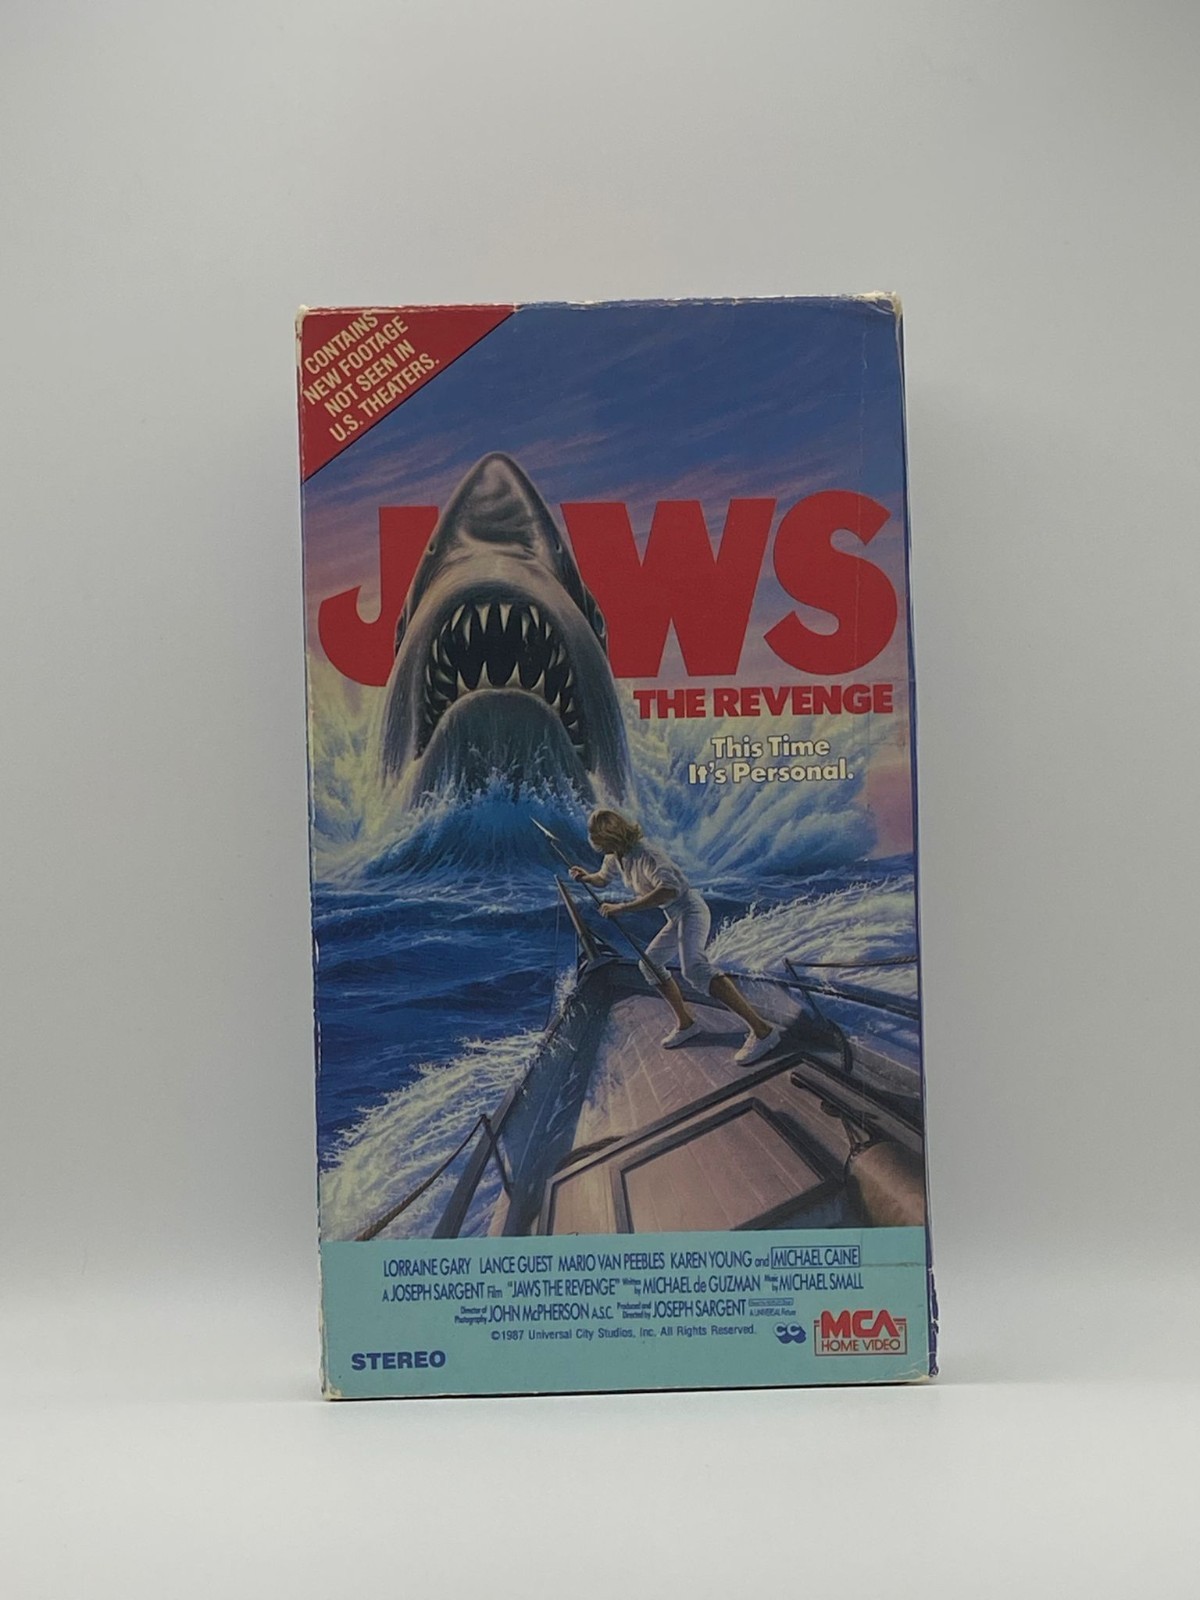 CONTAINS
NEW FOOTAGE
NOT SEEN IN
U.S. THEATERS.
JAWS
THE REVENGE
This Time
It's Personal.
LORRAINE GARY LANCE GUEST MARIO VAN PEEBLES KAREN YOUNG and MICHAEL CAINE
A JOSEPH SARGENT Film "JAWS THE REVENGE" Written by MICHAEL de GUZMAN Music by MICHAEL SMALL
Director of Photography JOHN McPHERSON A.S.C. Produced and Directed by JOSEPH SARGENT A UNIVERSAL Picture
©1987 Universal City Studios, Inc. All Rights Reserved.
CC
MCA
HOME VIDEO
STEREO